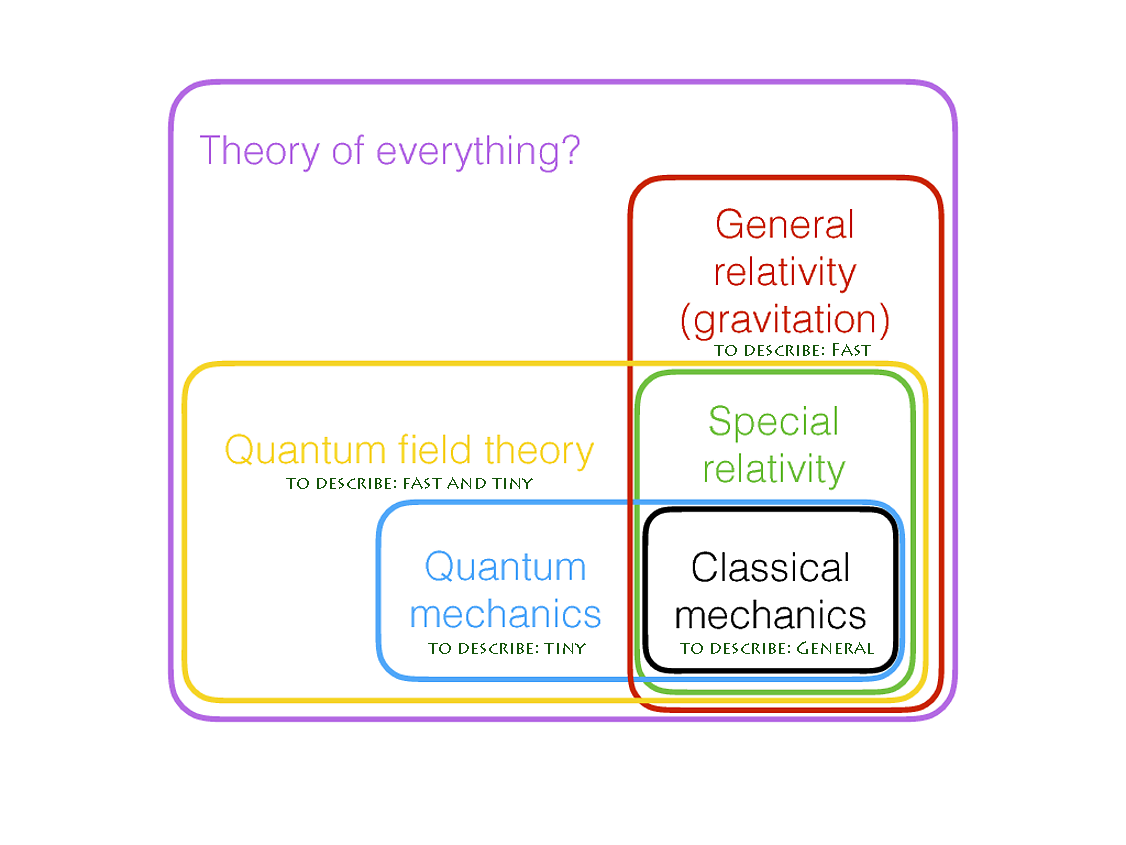 Theory of everything?
General
relativity
(gravitation)
TO DESCRIBE: FAST
Special
relativity
Quantum field theory
TO DESCRIBE: FAST AND TINY
Quantum
mechanics
TO DESCRIBE: TINY
Classical
mechanics
TO DESCRIBE: GENERAL